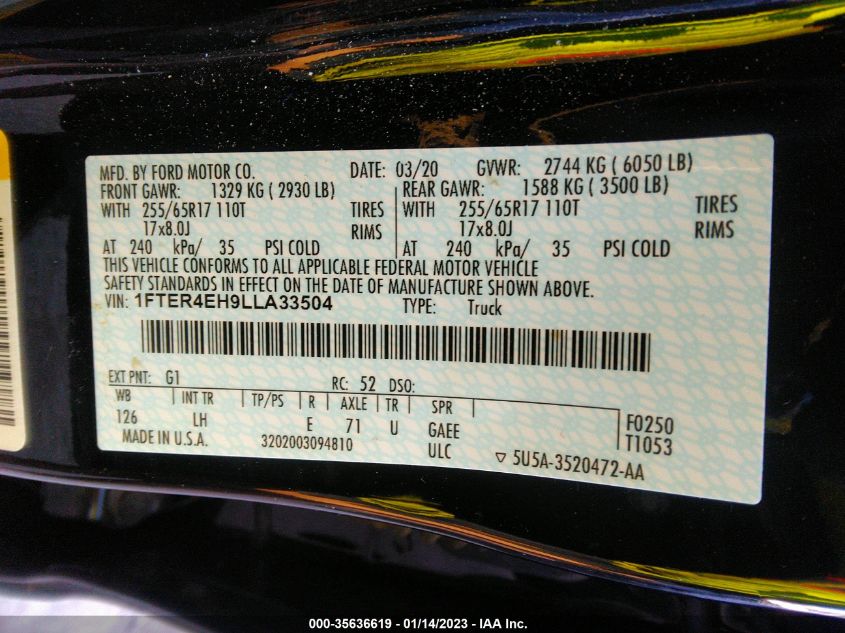 MFD. BY FORD MOTOR CO. DATE: 03/20 GVWR: 2744 KG ( 6050 LB)
FRONT GAWR: 1329 KG ( 2930 LB) REAR GAWR: 1588 KG ( 3500 LB)
WITH 255/65R17 110T TIRES WITH 255/65R17 110T TIRES
17x8.0J RIMS 17x8.0J RIMS
AT 240 kPa/ 35 PSI COLD AT 240 kPa/ 35 PSI COLD
THIS VEHICLE CONFORMS TO ALL APPLICABLE FEDERAL MOTOR VEHICLE
SAFETY STANDARDS IN EFFECT ON THE DATE OF MANUFACTURE SHOWN ABOVE.
VIN: 1FTER4EH9LLA33504 TYPE: Truck
EXT PNT: G1 RC: 52 DSO:
WB INT TR TP/PS R AXLE TR SPR
126 LH E 71 U GAEE F0250
MADE IN U.S.A. 3202003094810 ULC T1053
▽ 5U5A-3520472-AA
000-35636619 - 01/14/2023 - IAA Inc.